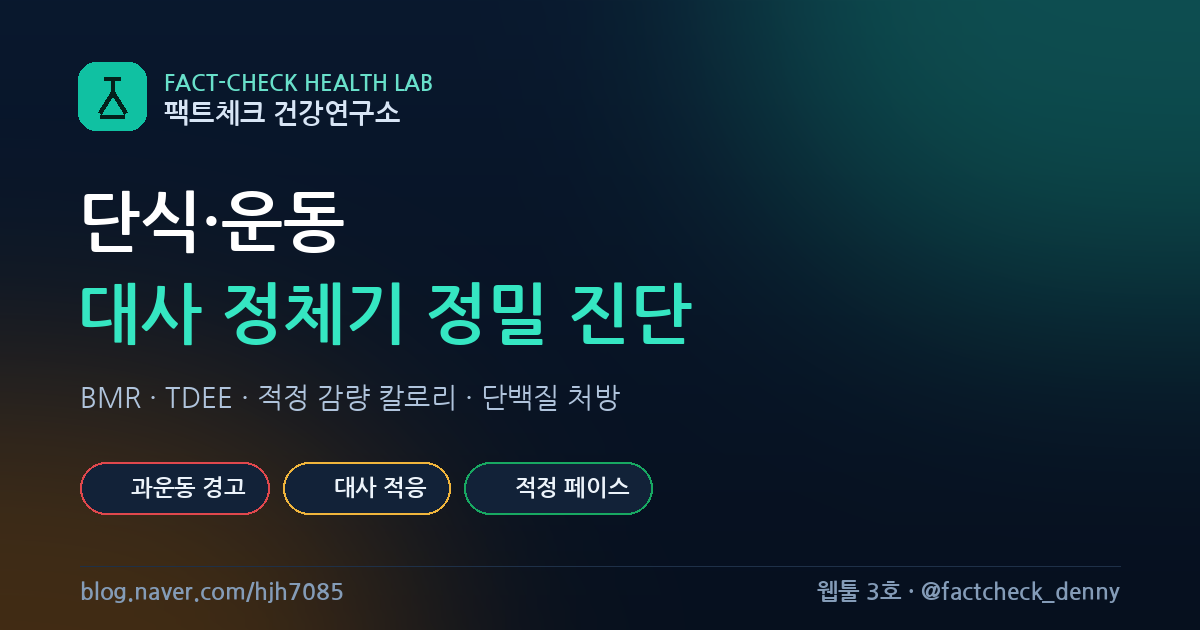 FACT-CHECK HEALTH LAB
팩트체크 건강연구소
단식·운동
대사 정체기 정밀 진단
BMR · TDEE · 적정 감량 칼로리 · 단백질 처방
과운동 경고
대사 적응
적정 페이스
blog.naver.com/hjh7085
웹툴 3호 · @factcheck_denny